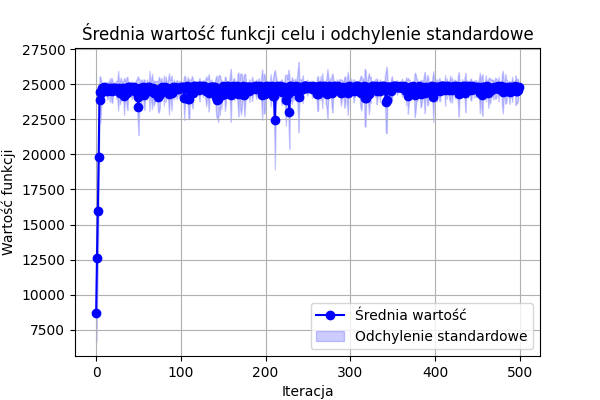 Średnia wartość funkcji celu i odchylenie standardowe
27500
25000
22500
20000
17500
15000
12500
10000
7500
Wartość funkcji
0 100 200 300 400 500
Iteracja
Średnia wartość
Odchylenie standardowe